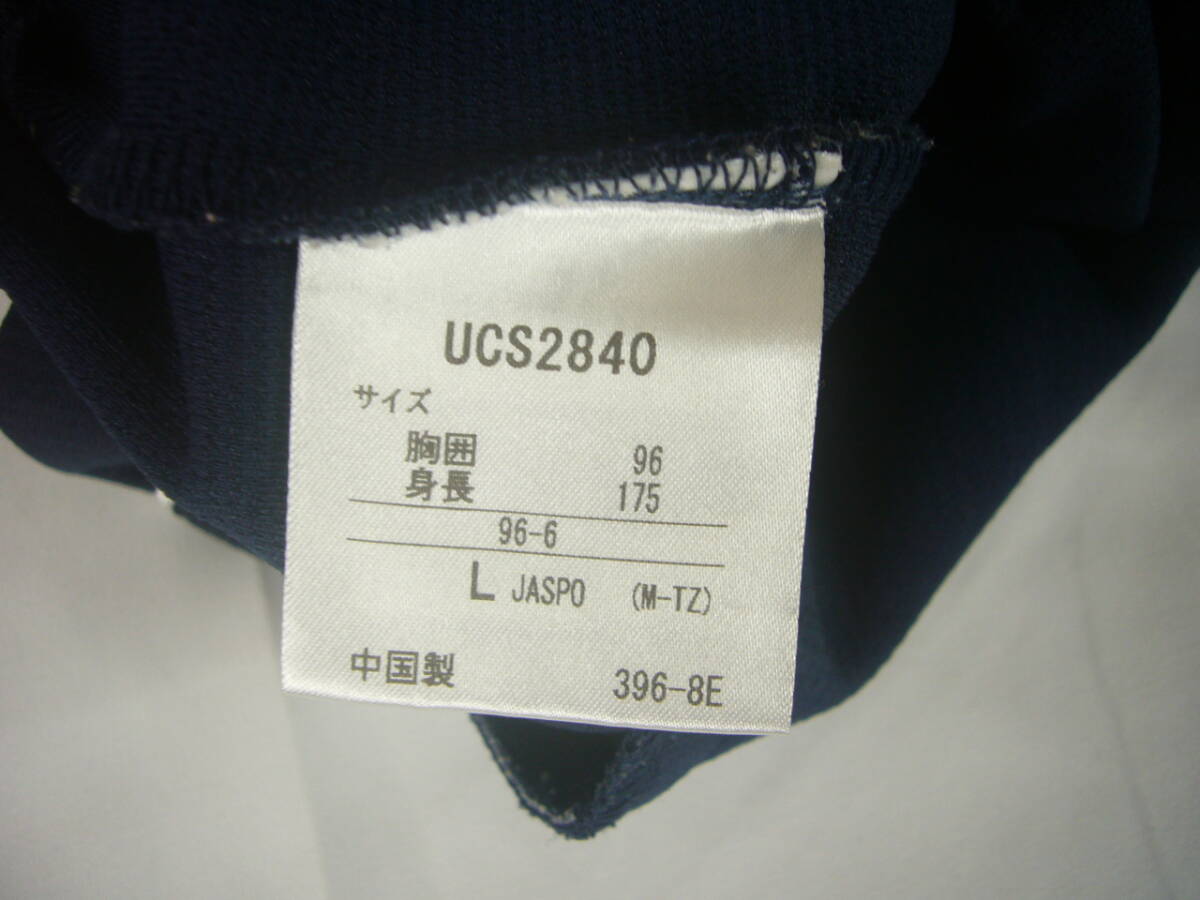 UCS2840
サイズ
胸囲 96
身長 175
96-6
L JASPO (M-TZ)
中国製 396-8E